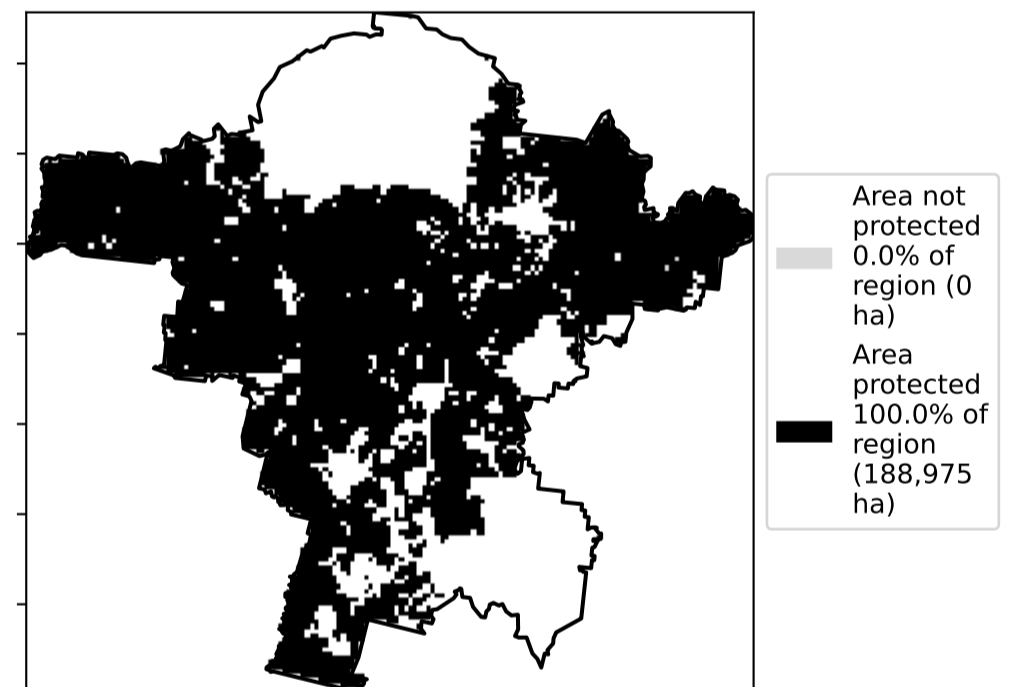 Area not
protected
0.0% of
region (0
ha)
Area
protected
100.0% of
region
(188,975
ha)